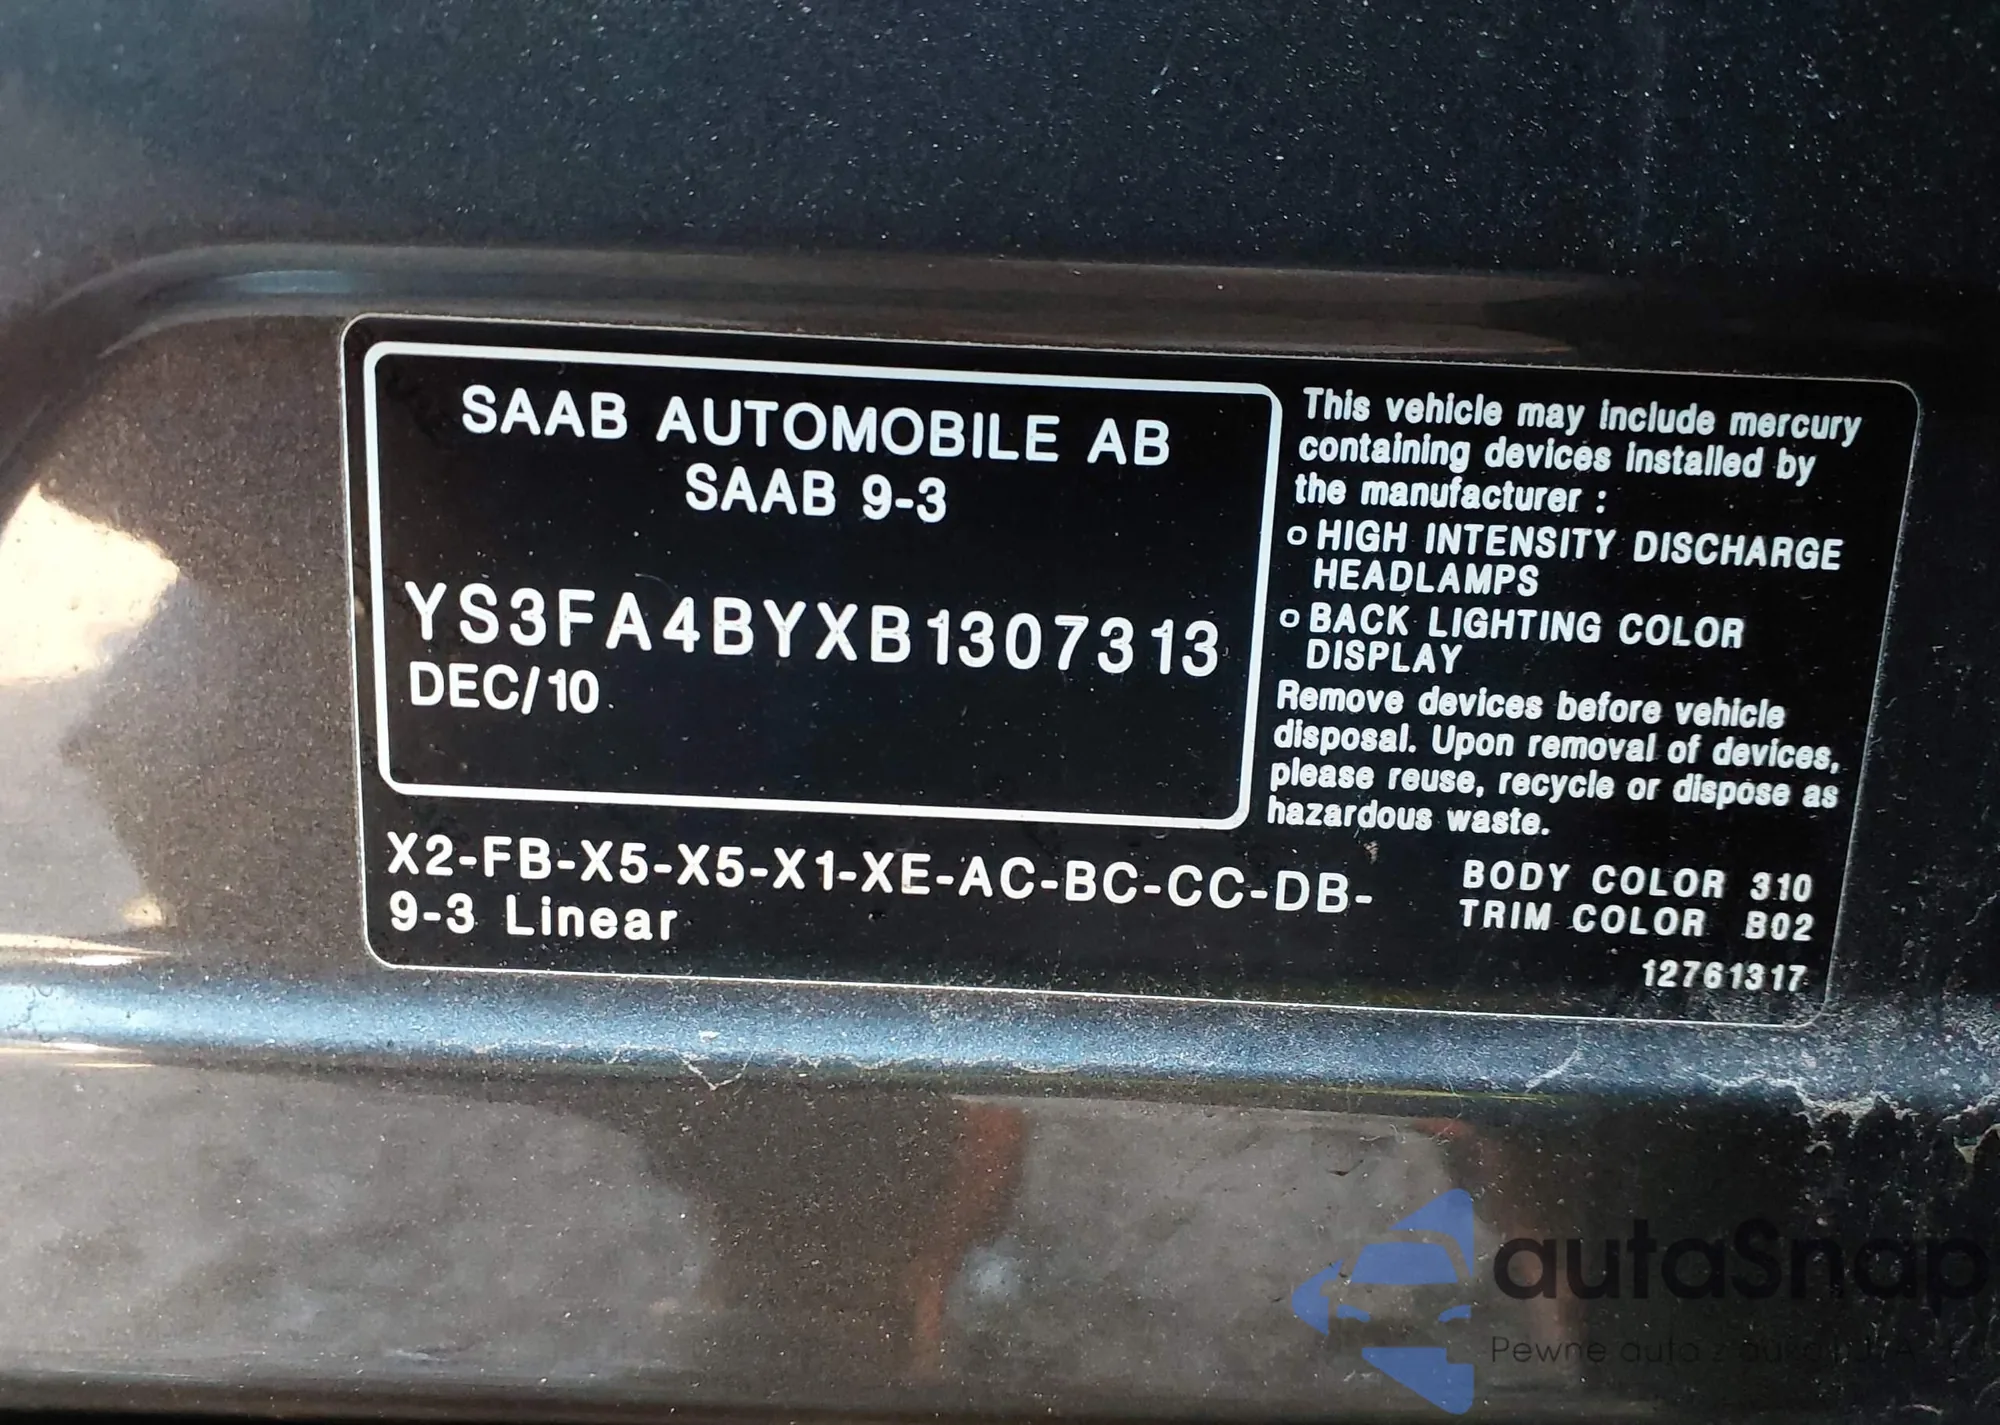 SAAB AUTOMOBILE AB
SAAB 9-3
YS3FA4BYXB1307313
DEC/10
X2-FB-X5-X5-X1-XE-AC-BC-CC-DB-
9-3 Linear
This vehicle may include mercury
containing devices installed by
the manufacturer :
o HIGH INTENSITY DISCHARGE
HEADLAMPS
o BACK LIGHTING COLOR
DISPLAY
Remove devices before vehicle
disposal. Upon removal of devices,
please reuse, recycle or dispose as
hazardous waste.
BODY COLOR 310
TRIM COLOR B02
12761317
autaSnap
Pewne auto z